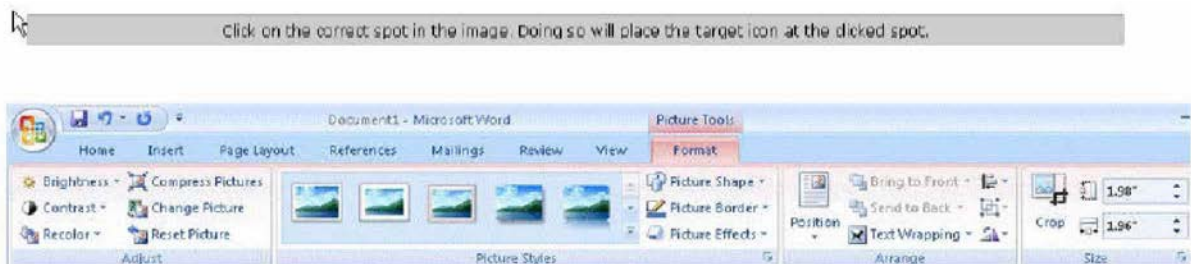 Click on the correct spot in the image. Doing so will place the target icon at the clicked spot.
Document1 - Microsoft Word Picture Tools
Home Insert Page Layout References Mailings Review View Format
Brightness Compress Pictures Picture Shape Bring to Front 1.98"
Contrast Change Picture Picture Border Position Send to Back Crop 1.96"
Recolor Reset Picture Picture Effects Text Wrapping
Adjust Picture Styles Arrange Size